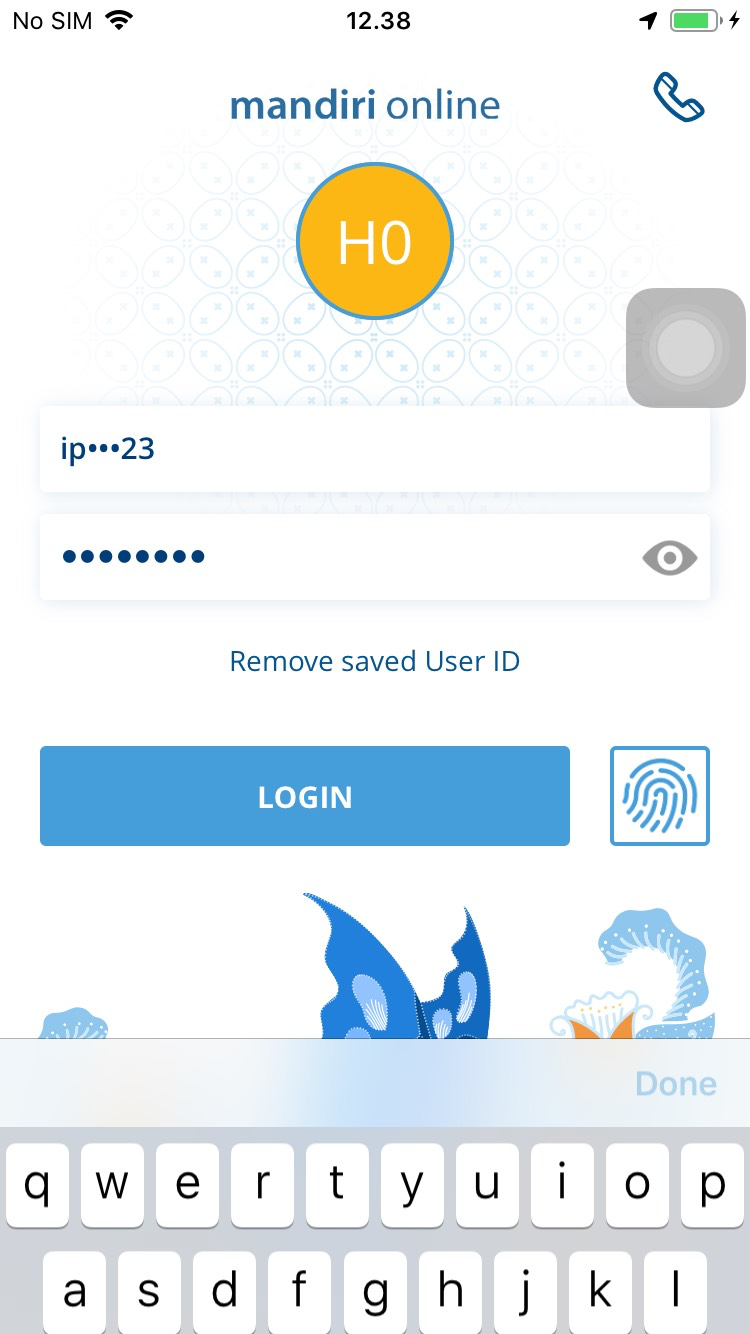 No SIM 12.38
mandiri online
H0
ip•••23
••••••••
Remove saved User ID
LOGIN
Done
q w e r t y u i o p
a s d f g h j k l